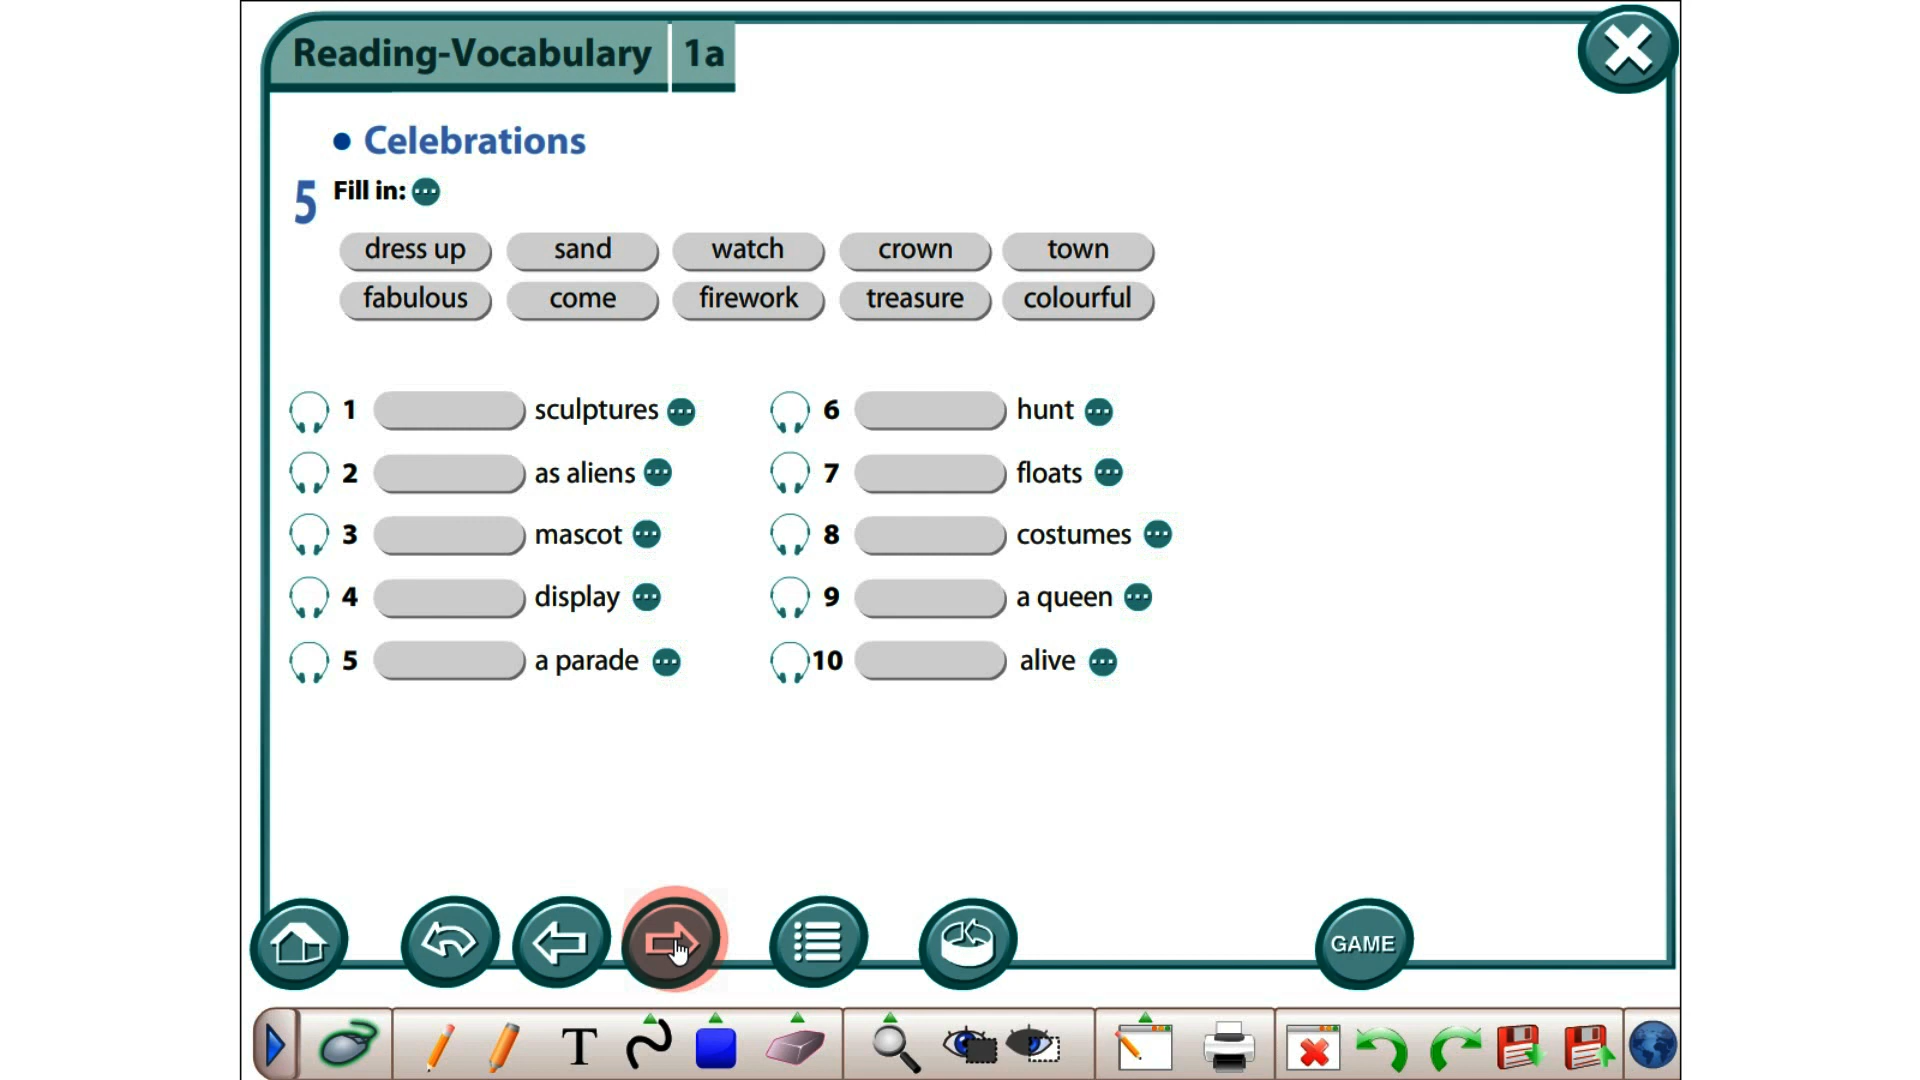 Reading-Vocabulary 1a
• Celebrations
5 Fill in:
dress up sand watch crown town
fabulous come firework treasure colourful
1 sculptures 6 hunt
2 as aliens 7 floats
3 mascot 8 costumes
4 display 9 a queen
5 a parade 10 alive
GAME
T